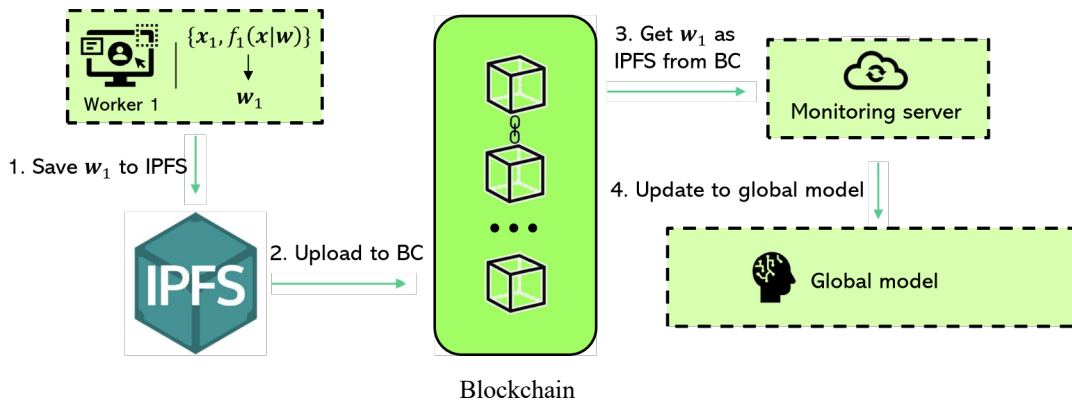 {x₁, f₁(x|w)}
w₁
Worker 1
1. Save w₁ to IPFS
IPFS
2. Upload to BC
Blockchain
3. Get w₁ as
IPFS from BC
Monitoring server
4. Update to global model
Global model